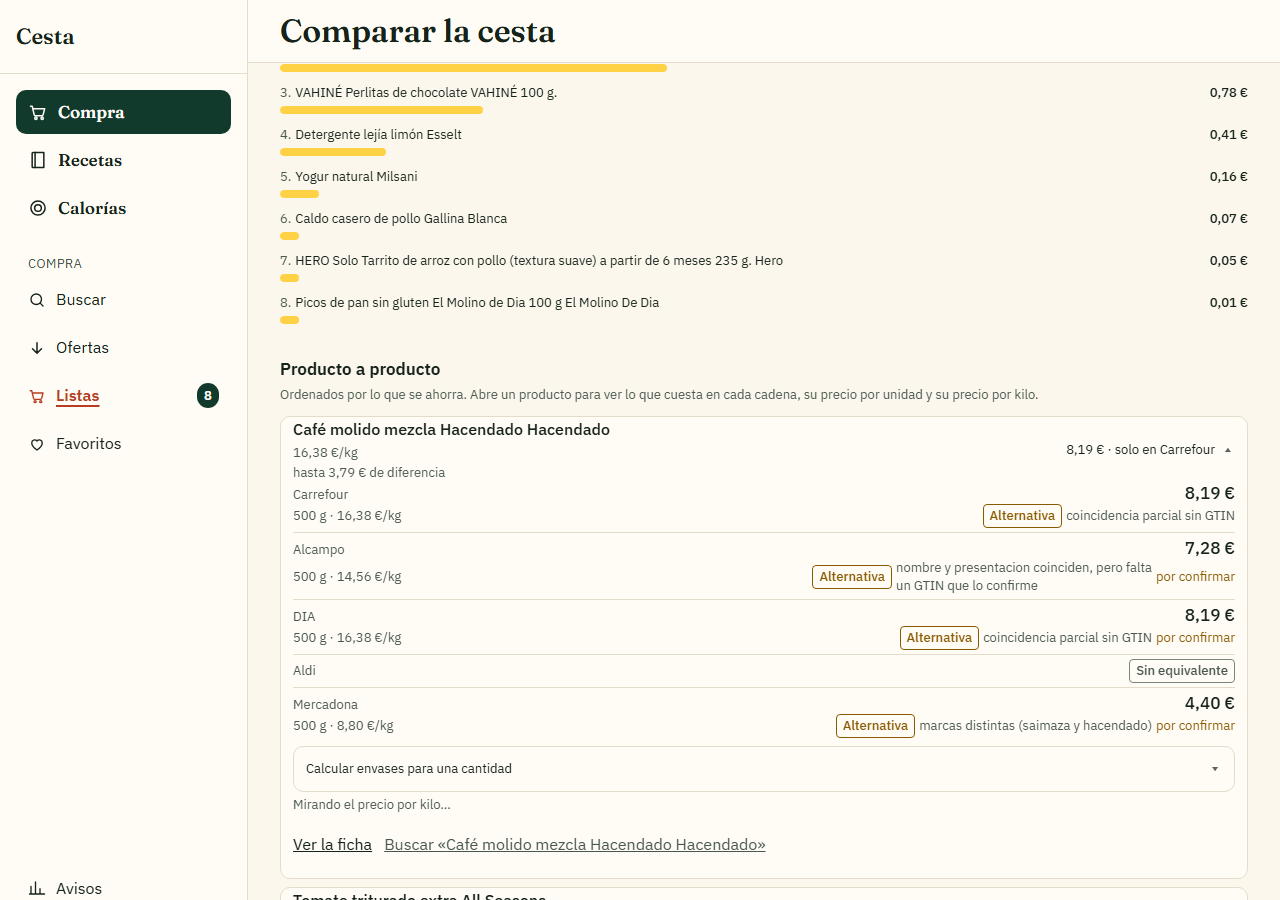 Cesta
Comparar la cesta
Compra
Recetas
Calorías
COMPRA
Buscar
Ofertas
Listas 8
Favoritos
Avisos
3. VAHINÉ Perlitas de chocolate VAHINÉ 100 g. 0,78 €
4. Detergente lejía limón Esselt 0,41 €
5. Yogur natural Milsani 0,16 €
6. Caldo casero de pollo Gallina Blanca 0,07 €
7. HERO Solo Tarrito de arroz con pollo (textura suave) a partir de 6 meses 235 g. Hero 0,05 €
8. Picos de pan sin gluten El Molino de Dia 100 g El Molino De Dia 0,01 €
Producto a producto
Ordenados por lo que se ahorra. Abre un producto para ver lo que cuesta en cada cadena, su precio por unidad y su precio por kilo.
Café molido mezcla Hacendado Hacendado
16,38 €/kg
8,19 € · solo en Carrefour
hasta 3,79 € de diferencia
Carrefour 8,19 €
500 g · 16,38 €/kg Alternativa coincidencia parcial sin GTIN
Alcampo 7,28 €
500 g · 14,56 €/kg Alternativa nombre y presentacion coinciden, pero falta
un GTIN que lo confirme por confirmar
DIA 8,19 €
500 g · 16,38 €/kg Alternativa coincidencia parcial sin GTIN por confirmar
Aldi Sin equivalente
Mercadona 4,40 €
500 g · 8,80 €/kg Alternativa marcas distintas (saimaza y hacendado) por confirmar
Calcular envases para una cantidad
Mirando el precio por kilo…
Ver la ficha Buscar «Café molido mezcla Hacendado Hacendado»
Tomate triturado extra All Seasons